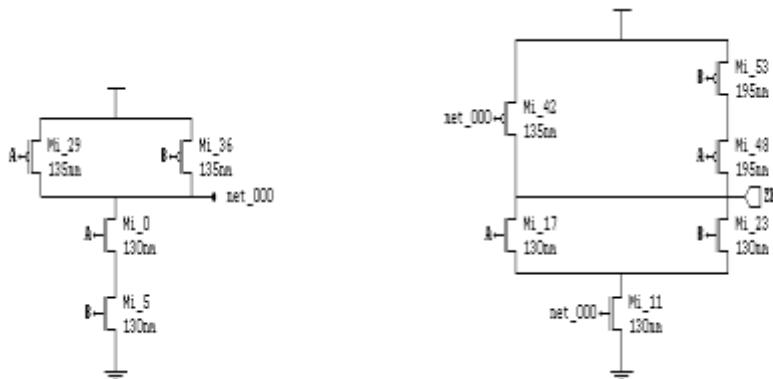 Mi_53
B
195nm
Mi_42
net_000
135nm
Mi_29
A
135nm
Mi_36
B
135nm
Mi_48
A
195nm
net_000
Mi_0
A
130nm
Mi_17
A
130nm
Mi_23
B
130nm
Mi_5
B
130nm
Mi_11
net_000
130nm